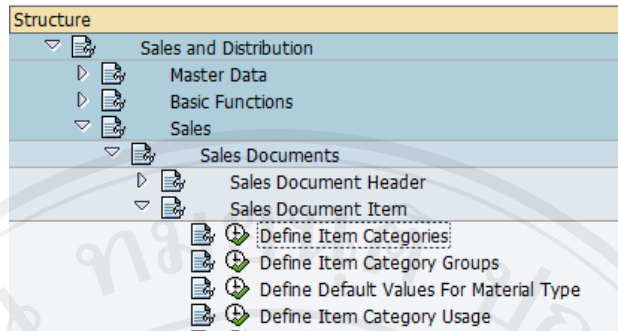 Structure
Sales and Distribution
Master Data
Basic Functions
Sales
Sales Documents
Sales Document Header
Sales Document Item
Define Item Categories
Define Item Category Groups
Define Default Values For Material Type
Define Item Category Usage